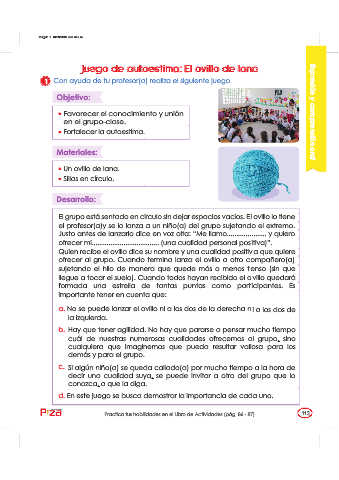 Juego de autoestima: El ovillo de lana
1 Con ayuda de tu profesor(a) realiza el siguiente juego.
Objetivo:
• Favorecer el conocimiento y unión
en el grupo-clase.
• Fortalecer la autoestima.
Materiales:
• Un ovillo de lana.
• Sillas en círculo.
Desarrollo:
El grupo está sentado en círculo sin dejar espacios vacíos. El ovillo lo tiene
el profesor(a)y se lo lanza a un niño(a) del grupo sujetando el extremo.
Justo antes de lanzarlo dice en voz alta: “Me llamo.................... y quiero
ofrecer mi.................................. (una cualidad personal positiva)”.
Quien recibe el ovillo dice su nombre y una cualidad positiva que quiere
ofrecer al grupo. Cuando termina lanza el ovillo a otro compañero(a)
sujetando el hilo de manera que quede más o menos tenso (sin que
llegue a tocar el suelo). Cuando todos hayan recibido el ovillo quedará
formada una estrella de tantas puntas como participantes. Es
importante tener en cuenta que:
a. No se puede lanzar el ovillo ni a los dos de la derecha ni a los dos de
la izquierda.
b. Hay que tener agilidad. No hay que pararse a pensar mucho tiempo
cuál de nuestras numerosas cualidades ofrecemos al grupo, sino
cualquiera que imaginemos que pueda resultar valiosa para los
demás y para el grupo.
c. Si algún niño(a) se queda callado(a) por mucho tiempo a la hora de
decir una cualidad suya, se puede invitar a otro del grupo que lo
conozca, a que la diga.
d. En este juego se busca demostrar la importancia de cada uno.
Practica tus habilidades en el Libro de Actividades (pág. 86 - 87)
113